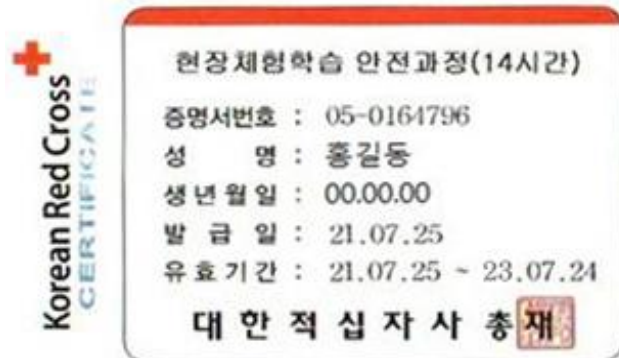 Korean Red Cross
CERTIFICATE
현장체험학습 안전과정(14시간)
증명서번호 : 05-0164796
성 명 : 홍길동
생년월일 : 00.00.00
발 급 일 : 21.07.25
유효기간 : 21.07.25 ~ 23.07.24
대 한 적 십 자 사 총 재